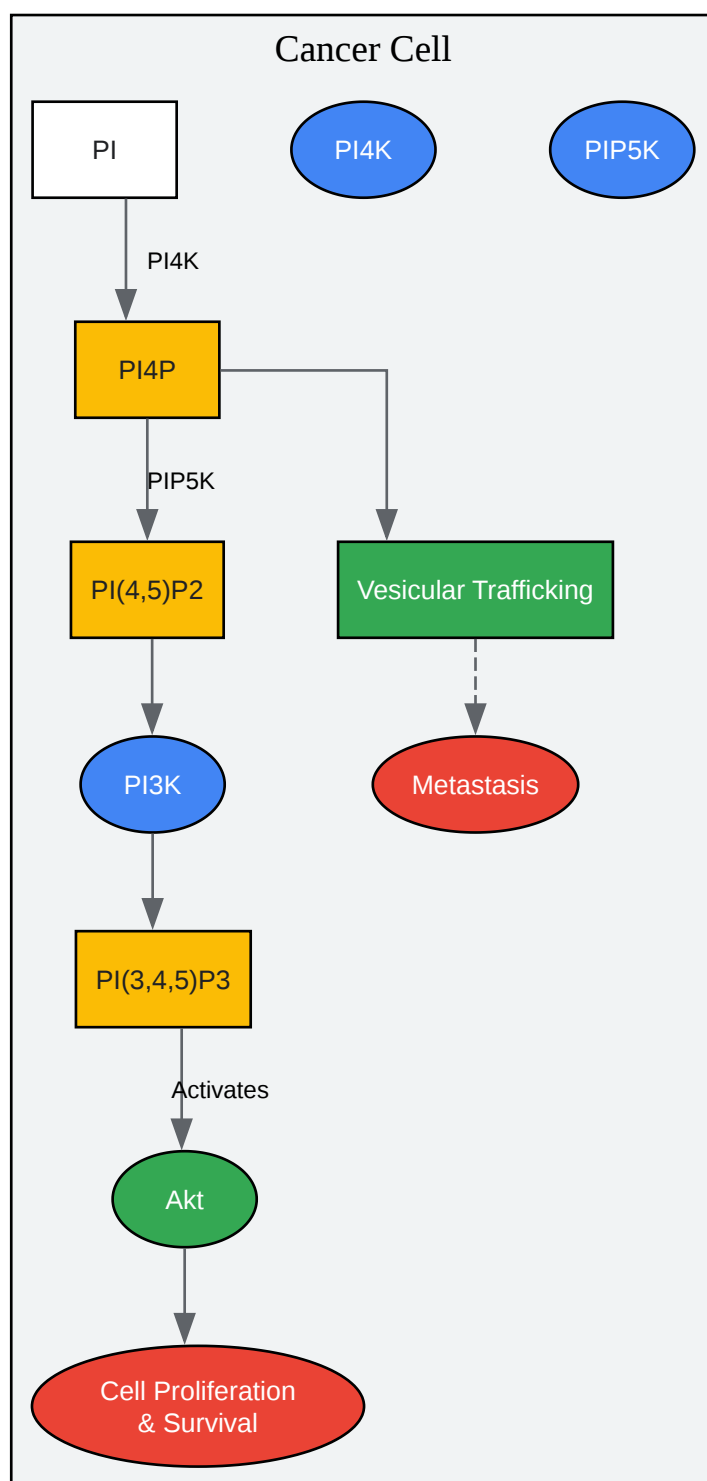 Cancer Cell
PI
PI4K
PIP5K
PI4K
PI4P
PIP5K
PI(4,5)P2
Vesicular Trafficking
PI3K
Metastasis
PI(3,4,5)P3
Activates
Akt
Cell Proliferation
& Survival